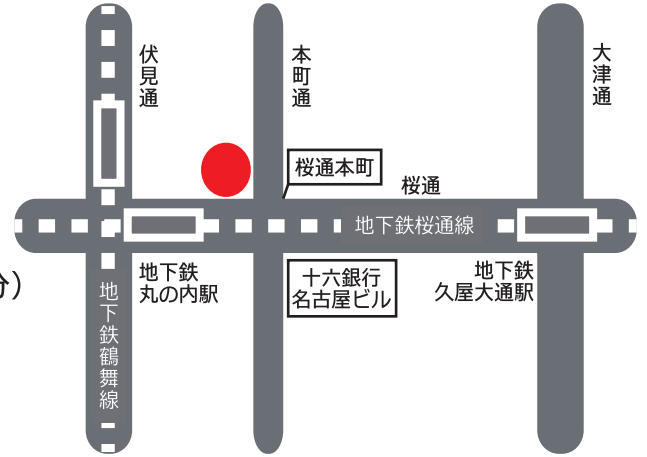 伏見通
本町通
大津通
桜通本町
桜通
地下鉄桜通線
地下鉄
丸の内駅
十六銀行
名古屋ビル
地下鉄
久屋大通駅
分）
地下鉄鶴舞線